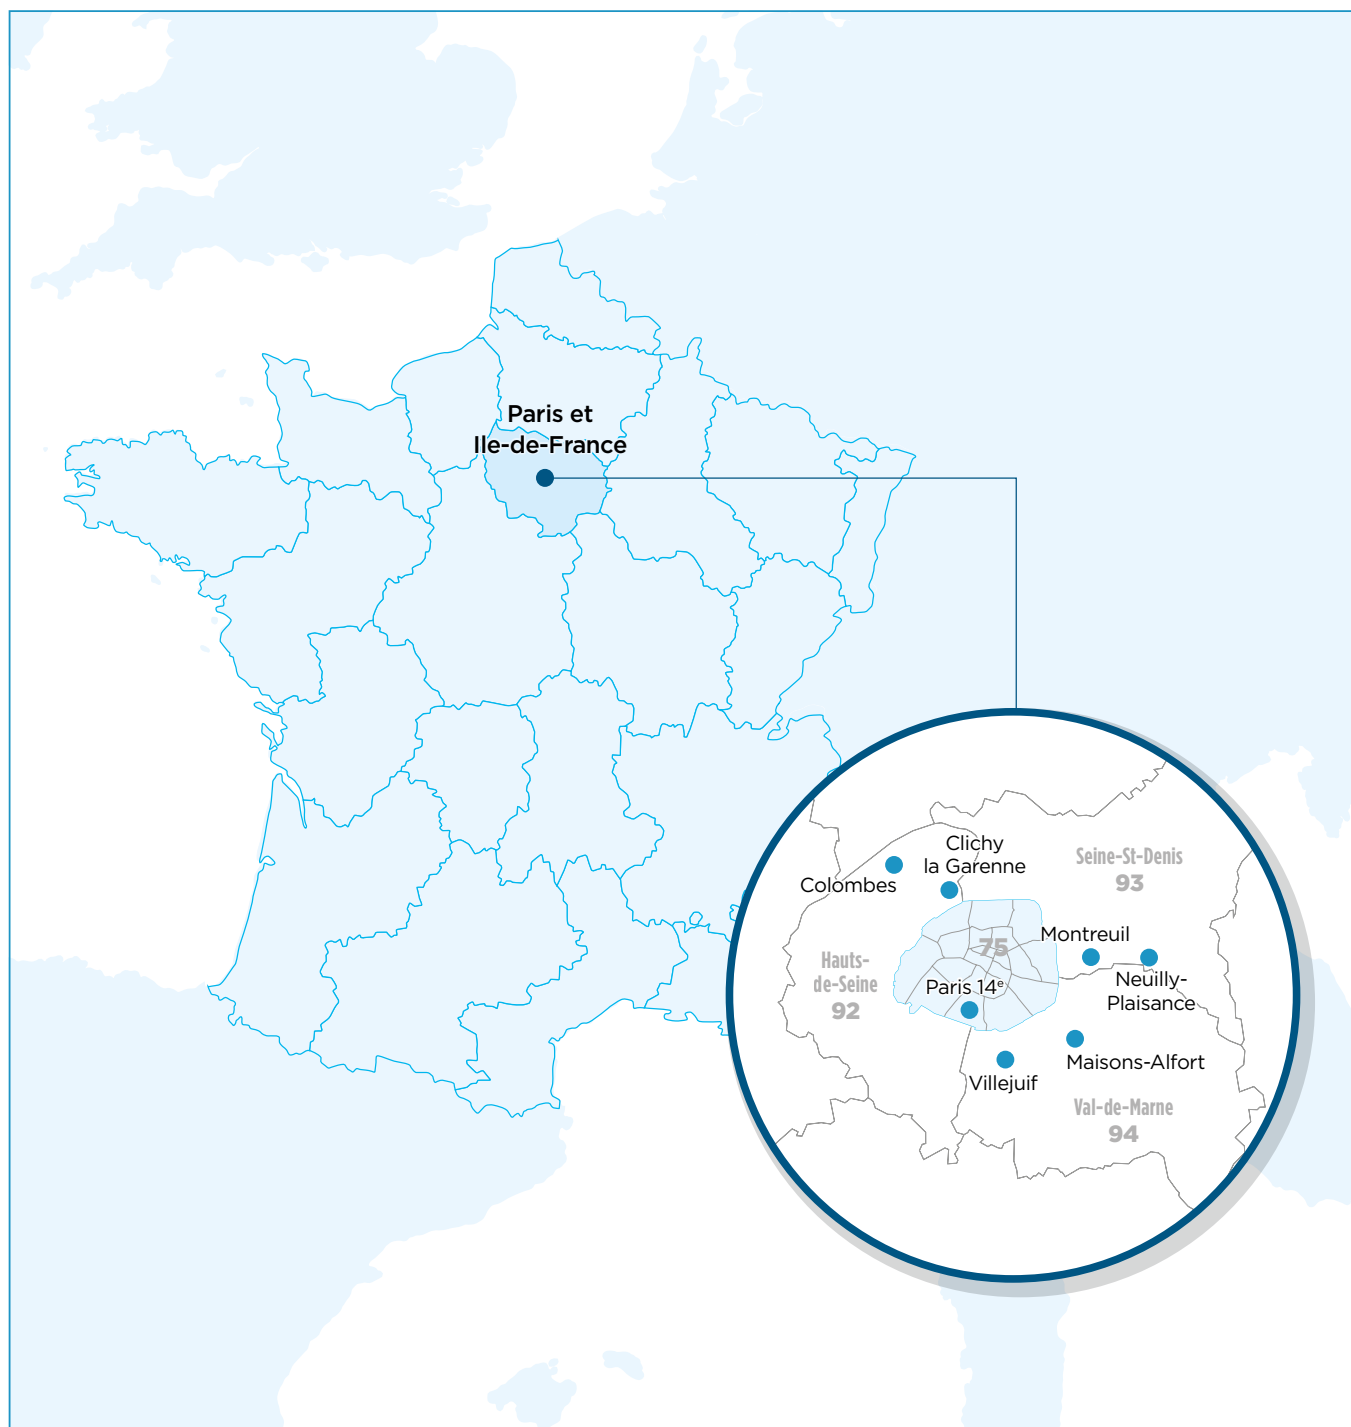 Paris et
Ile-de-France
Clichy
la Garenne
Colombes
Seine-St-Denis
93
Montreuil
75
Hauts-
de-Seine
92
Neuilly-
Plaisance
Paris 14ᵉ
Maisons-Alfort
Villejuif
Val-de-Marne
94